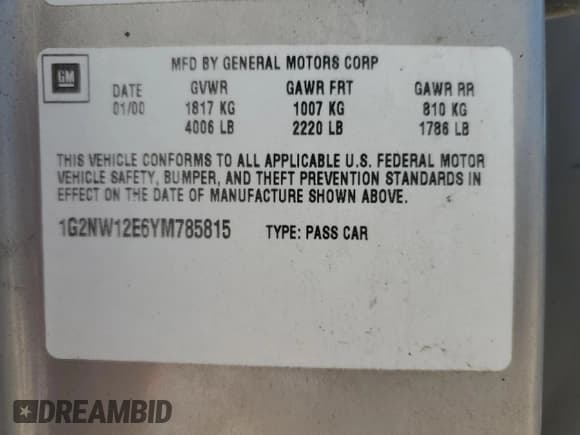 MFD BY GENERAL MOTORS CORP
GM
DATE GVWR GAWR FRT GAWR RR
01/00 1817 KG 1007 KG 810 KG
4006 LB 2220 LB 1786 LB
THIS VEHICLE CONFORMS TO ALL APPLICABLE U.S. FEDERAL MOTOR
VEHICLE SAFETY, BUMPER, AND THEFT PREVENTION STANDARDS IN
EFFECT ON THE DATE OF MANUFACTURE SHOWN ABOVE.
1G2NW12E6YM785815 TYPE: PASS CAR
DREAMBID